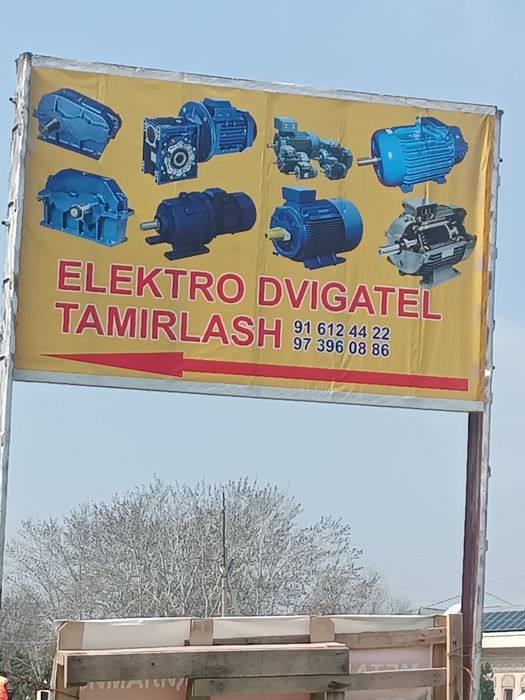 ELEKTRO DVIGATEL
TAMIRLASH
91 612 44 22
97 396 08 86